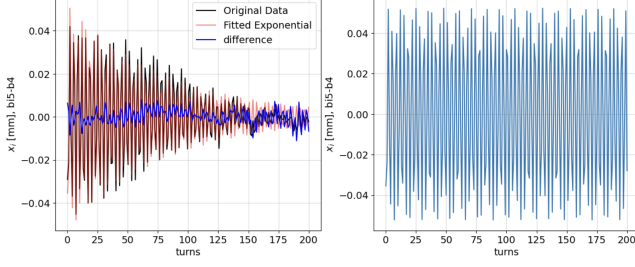 Original Data
Fitted Exponential
difference
x_i [mm], bi5-b4
0.04
0.02
0.00
−0.02
−0.04
0 25 50 75 100 125 150 175 200
turns
x_i [mm], bi5-b4
0.04
0.02
0.00
−0.02
−0.04
0 25 50 75 100 125 150 175 200
turns